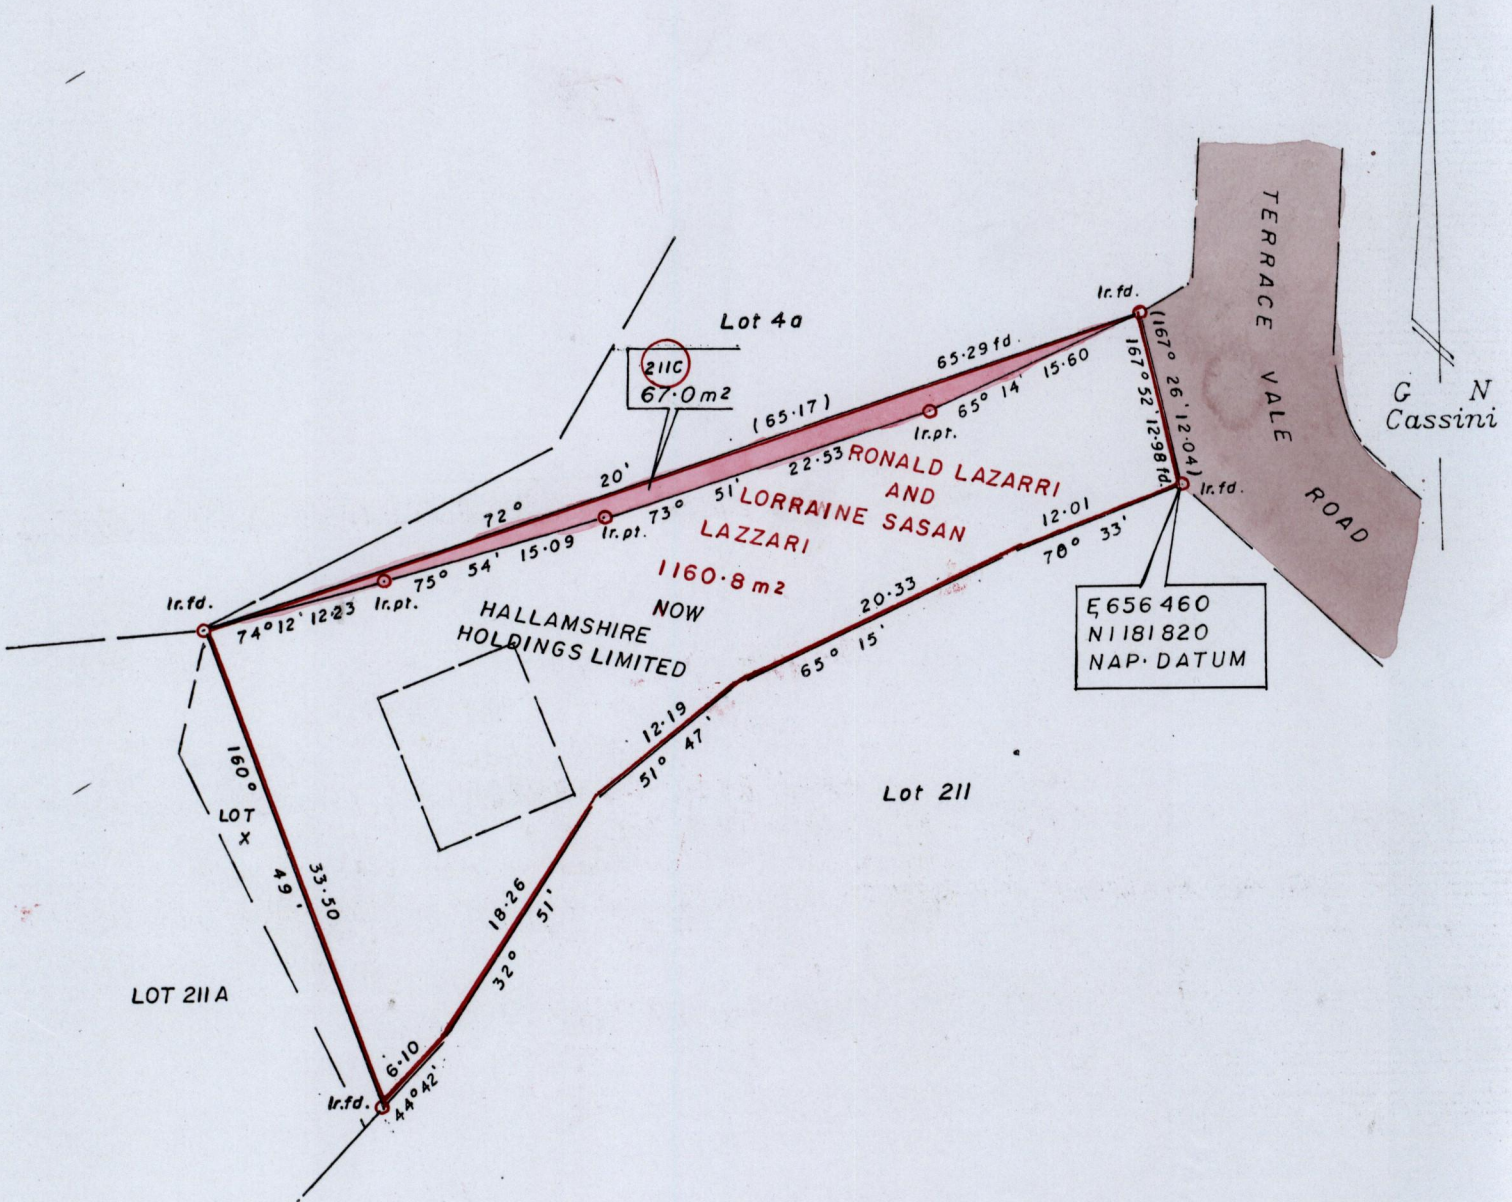 Lot 4a
211C
67.0 m2
Ir.fd.
65.29 fd.
(65.17)
20'
72°
65° 14' 15.60
Ir.pt.
73° 51' 22.53
Ir.pt.
75° 54' 15.09
Ir.pt.
74° 12' 12.23
Ir.fd.
(167° 26' 12.04)
167° 52' 12.98 fd.
Ir.fd.
TERRACE VALE ROAD
G N
Cassini
RONALD LAZARRI
AND
LORRAINE SASAN
LAZZARI
1160.8 m2
NOW
HALLAMSHIRE
HOLDINGS LIMITED
12.01
70° 33'
20.33
65° 15'
12.19
51° 47'
18.26
32° 51'
6.10
44° 42'
Ir.fd.
160° 49'
33.50
LOT
X
LOT 211A
Lot 211
E 656 460
N 1181 820
NAP. DATUM